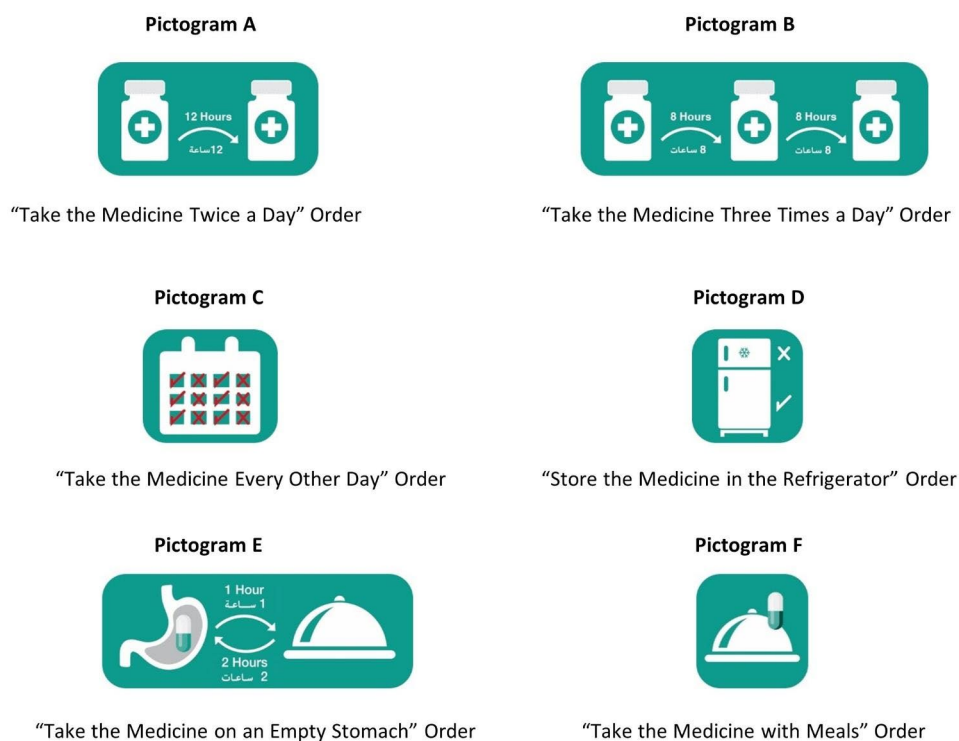 Pictogram A
Pictogram B
12 Hours
12ساعة
8 Hours
8 ساعات
8 Hours
8 ساعات
“Take the Medicine Twice a Day” Order
“Take the Medicine Three Times a Day” Order
Pictogram C
Pictogram D
“Take the Medicine Every Other Day” Order
“Store the Medicine in the Refrigerator” Order
Pictogram E
Pictogram F
1 Hour
1 ساعة
2 Hours
2 ساعات
“Take the Medicine on an Empty Stomach” Order
“Take the Medicine with Meals” Order